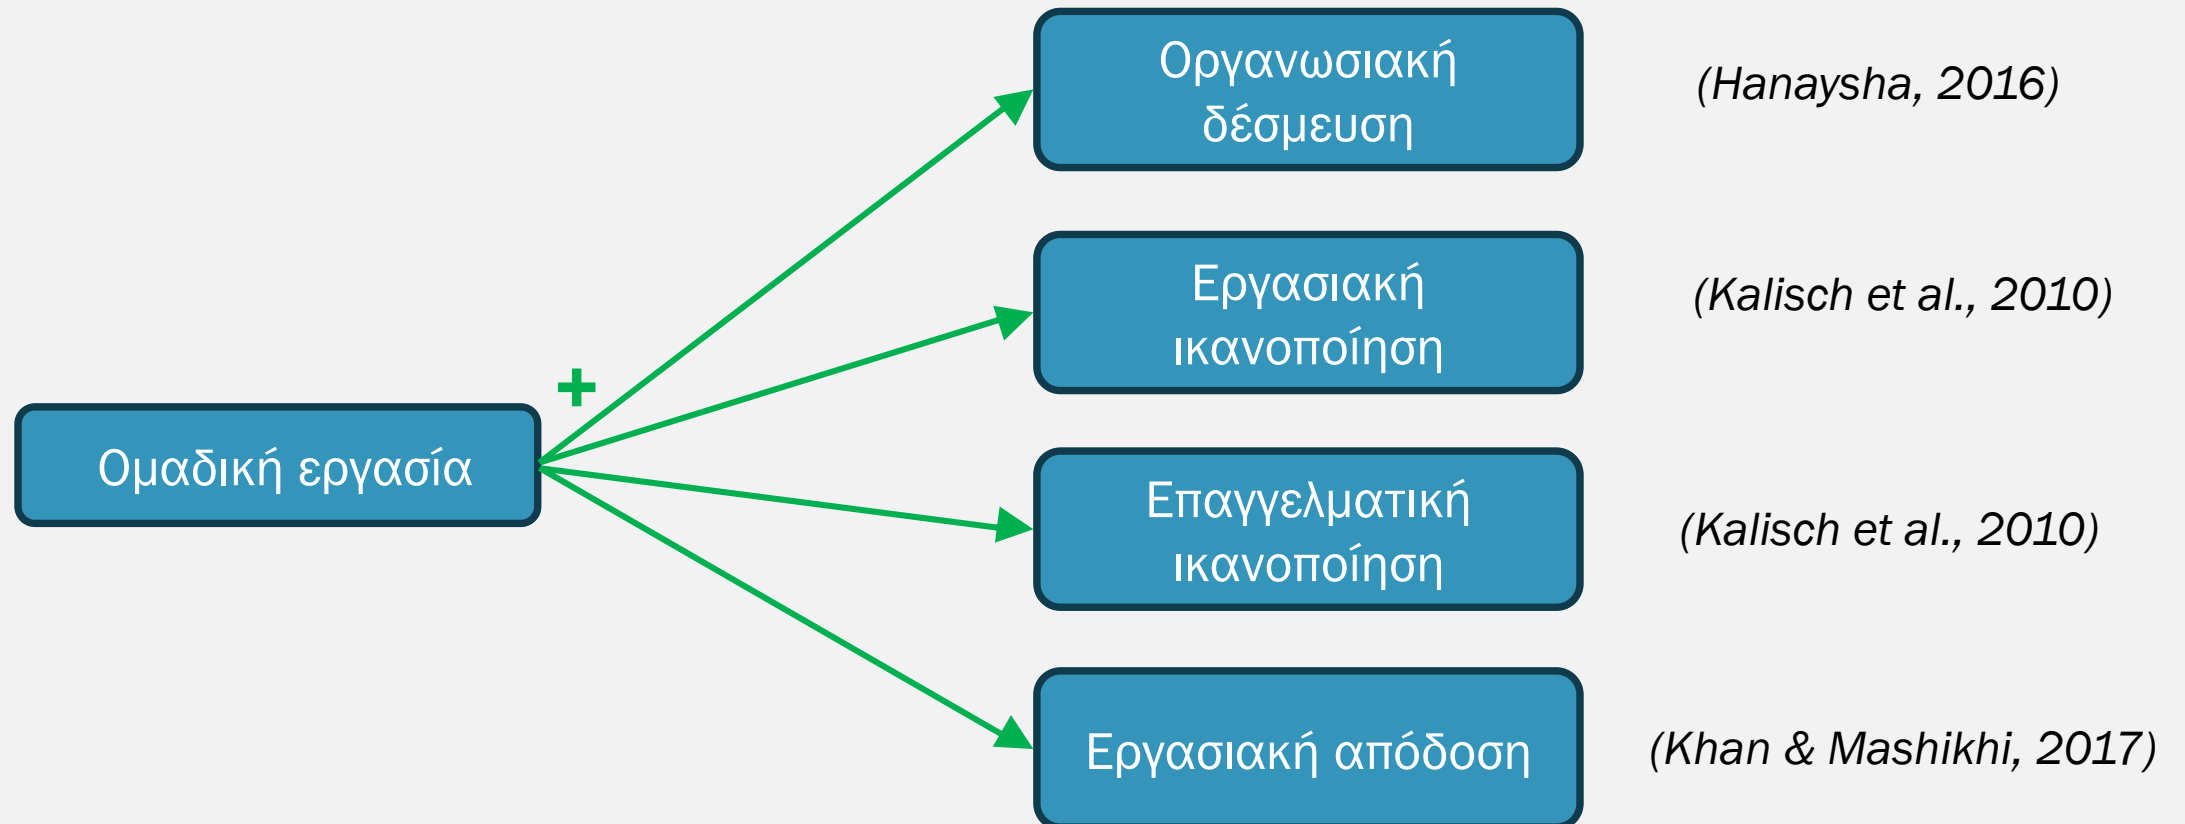 Οργανωσιακή
δέσμευση
(Hanaysha, 2016)
Εργασιακή
ικανοποίηση
(Kalisch et al., 2010)
+
Ομαδική εργασία
Επαγγελματική
ικανοποίηση
(Kalisch et al., 2010)
Εργασιακή απόδοση
(Khan & Mashikhi, 2017)